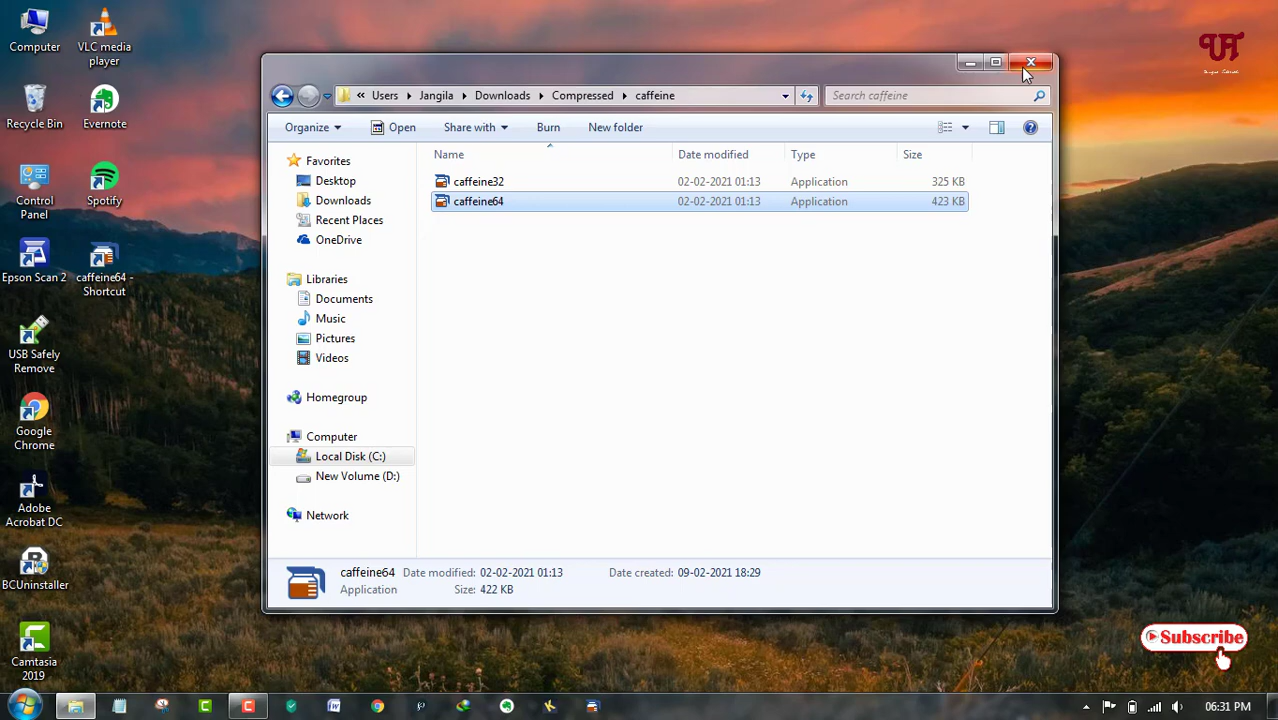 Computer
VLC media
player
Recycle Bin
Evernote
Control
Panel
Spotify
Epson Scan 2
caffeine64 -
Shortcut
USB Safely
Remove
Google
Chrome
Adobe
Acrobat DC
BCUninstaller
Camtasia
2019
« Users Jangila Downloads Compressed caffeine
Search caffeine
Organize Open Share with Burn New folder
Name Date modified Type Size
caffeine32 02-02-2021 01:13 Application 325 KB
caffeine64 02-02-2021 01:13 Application 423 KB
Favorites
Desktop
Downloads
Recent Places
OneDrive
Libraries
Documents
Music
Pictures
Videos
Homegroup
Computer
Local Disk (C:)
New Volume (D:)
Network
caffeine64 Date modified: 02-02-2021 01:13 Date created: 09-02-2021 18:29
Application Size: 422 KB
Subscribe
06:31 PM